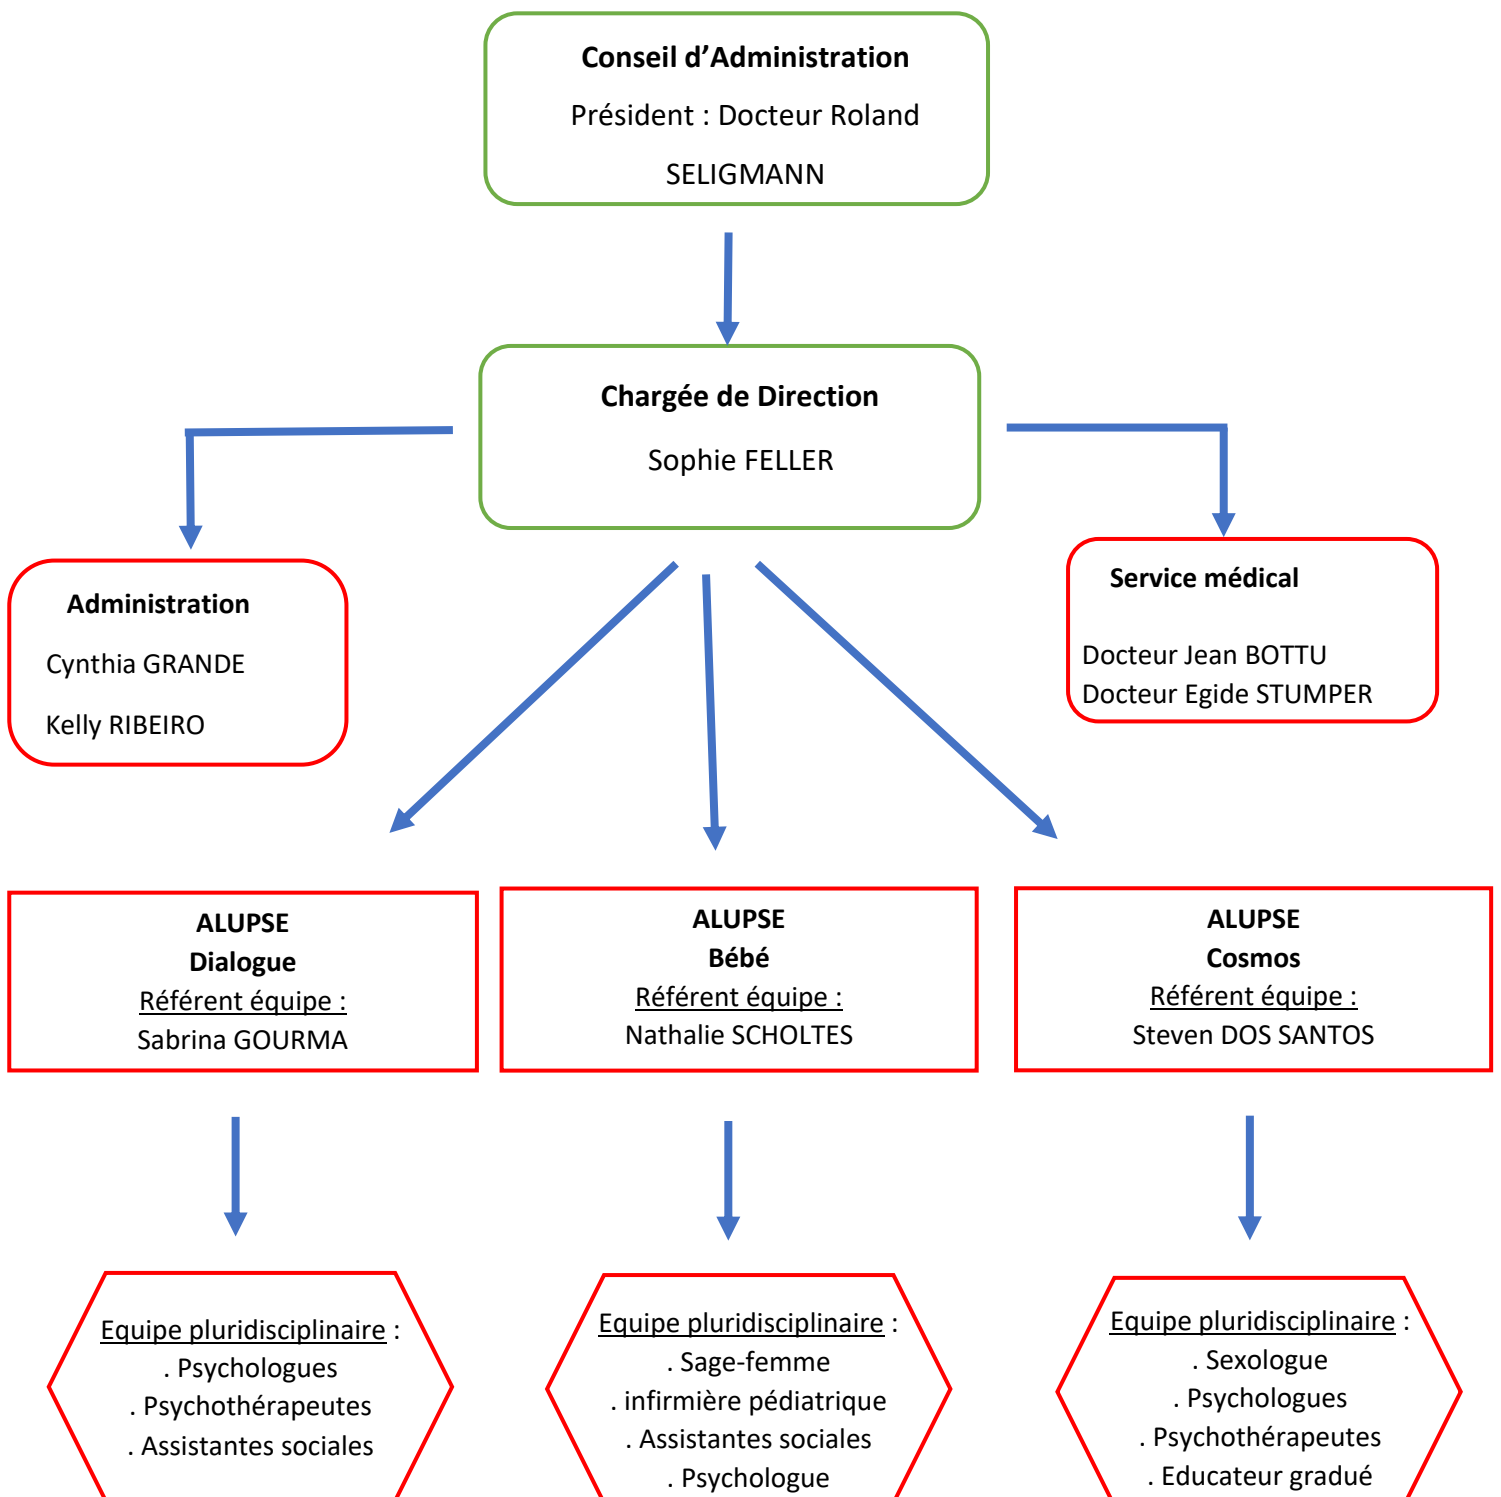 Conseil d’Administration
Président : Docteur Roland
SELIGMANN
Chargée de Direction
Sophie FELLER
Administration
Cynthia GRANDE
Kelly RIBEIRO
Service médical
Docteur Jean BOTTU
Docteur Egide STUMPER
ALUPSE
Dialogue
Référent équipe :
Sabrina GOURMA
ALUPSE
Bébé
Référent équipe :
Nathalie SCHOLTES
ALUPSE
Cosmos
Référent équipe :
Steven DOS SANTOS
Equipe pluridisciplinaire :
. Psychologues
. Psychothérapeutes
. Assistantes sociales
Equipe pluridisciplinaire :
. Sage-femme
. infirmière pédiatrique
. Assistantes sociales
. Psychologue
Equipe pluridisciplinaire :
. Sexologue
. Psychologues
. Psychothérapeutes
. Educateur gradué